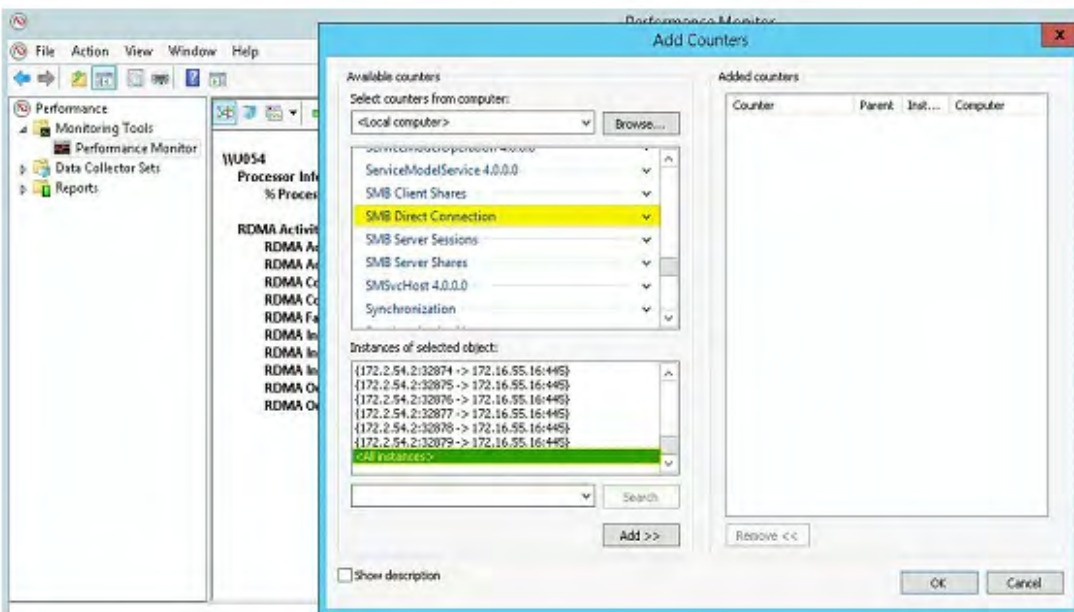 Performance Monitor
File Action View Window Help
Performance
Monitoring Tools
Performance Monitor
Data Collector Sets
Reports
\\WU054
Processor Inf
% Proces
RDMA Activit
RDMA Ac
RDMA Ac
RDMA Co
RDMA Co
RDMA Fa
RDMA In
RDMA In
RDMA In
RDMA Ou
RDMA Ou
Add Counters
x
Available counters
Select counters from computer:
<Local computer>
Browse...
ServiceModelOperation 4.0.0.0
ServiceModelService 4.0.0.0
SMB Client Shares
SMB Direct Connection
SMB Server Sessions
SMB Server Shares
SMSvcHost 4.0.0.0
Synchronization
Instances of selected object:
{172.2.54.2:32874 -> 172.16.55.16:445}
{172.2.54.2:32875 -> 172.16.55.16:445}
{172.2.54.2:32876 -> 172.16.55.16:445}
{172.2.54.2:32877 -> 172.16.55.16:445}
{172.2.54.2:32878 -> 172.16.55.16:445}
{172.2.54.2:32879 -> 172.16.55.16:445}
<All instances>
Search
Add >>
Show description
Added counters
Counter Parent Inst... Computer
Remove <<
OK Cancel